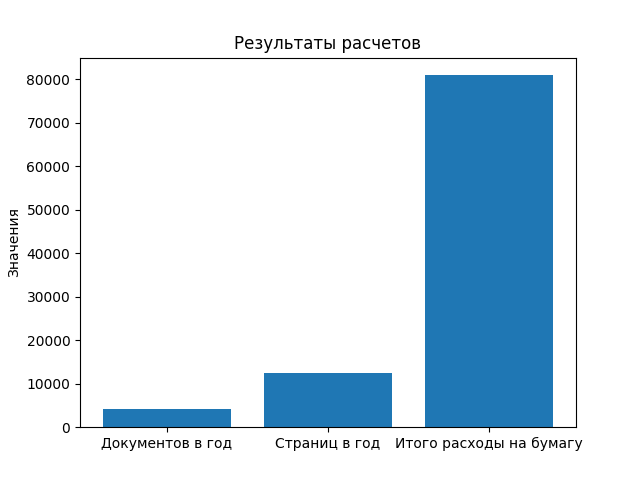 Результаты расчетов
Значения
80000
70000
60000
50000
40000
30000
20000
10000
0
Документов в год
Страниц в год
Итого расходы на бумагу